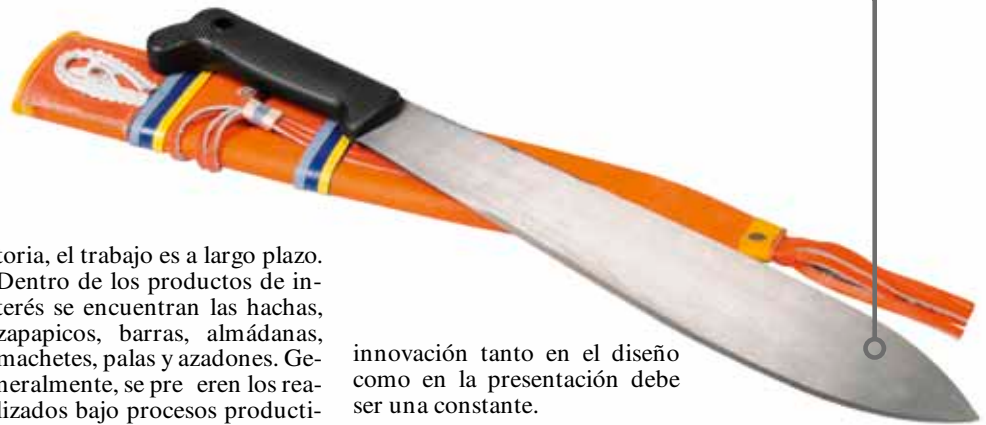 toria, el trabajo es a largo plazo.
Dentro de los productos de in-
terés se encuentran las hachas,
zapapicos, barras, almádanas,
machetes, palas y azadones. Ge-
neralmente, se pre eren los rea-
lizados bajo procesos producti-
innovación tanto en el diseño
como en la presentación debe
ser una constante.